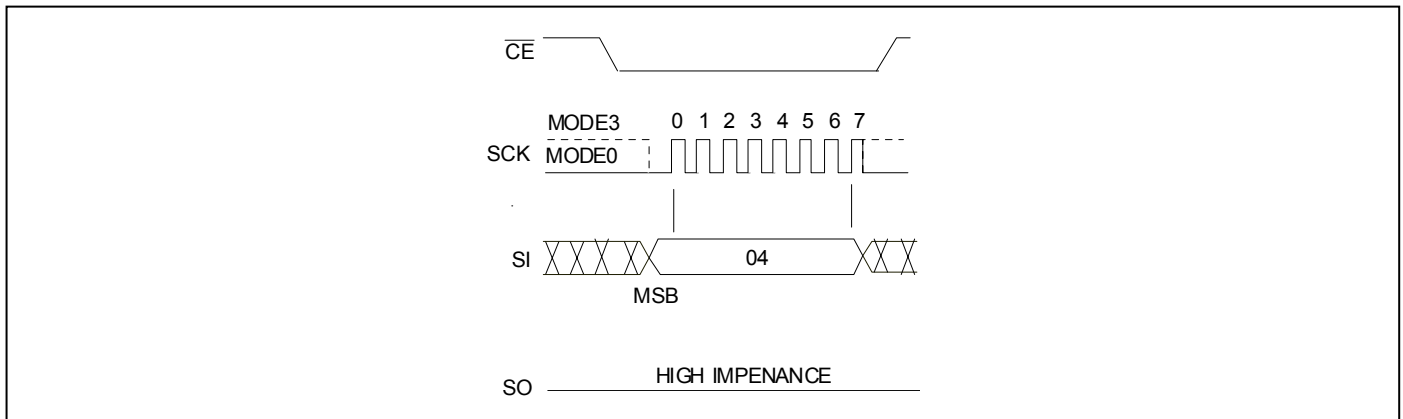 CE
MODE3 0 1 2 3 4 5 6 7
SCK MODE0
SI 04
MSB
HIGH IMPENANCE
SO